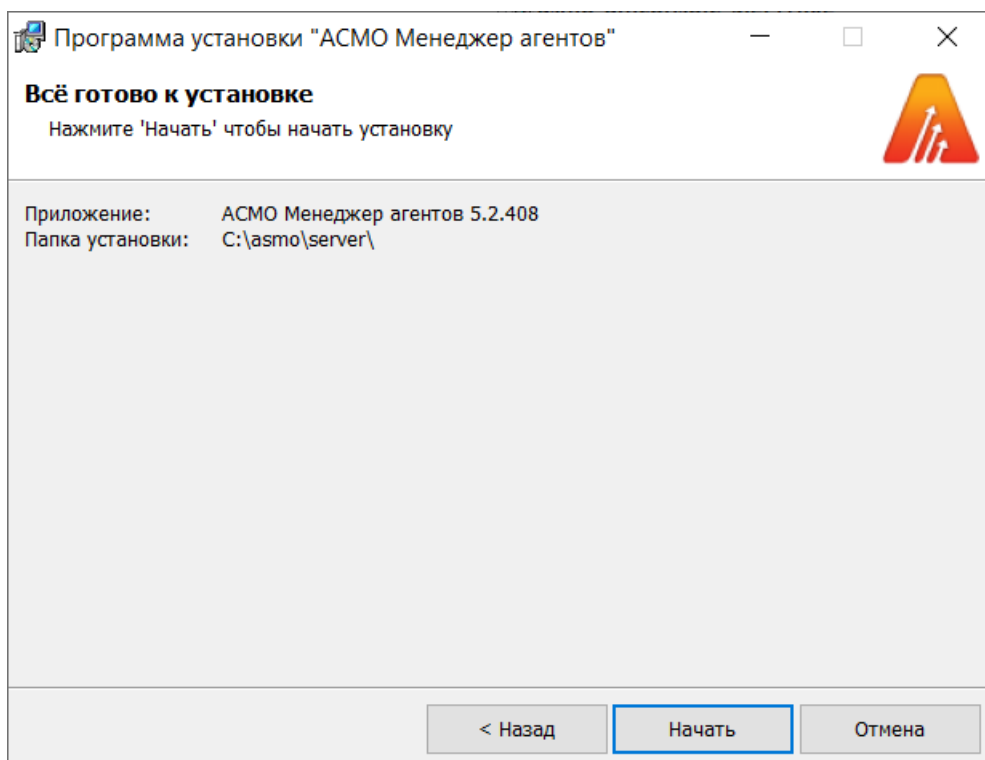 Программа установки "АСМО Менеджер агентов"
Всё готово к установке
Нажмите 'Начать' чтобы начать установку
Приложение: АСМО Менеджер агентов 5.2.408
Папка установки: C:\asmo\server\
< Назад Начать Отмена